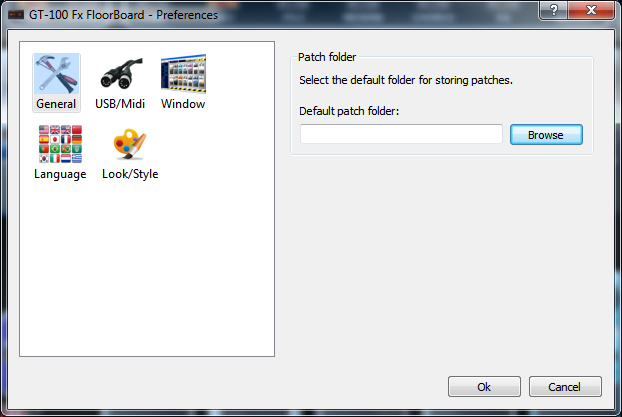 GT-100 Fx FloorBoard - Preferences
General
USB/Midi
Window
Language
Look/Style
Patch folder
Select the default folder for storing patches.
Default patch folder:
Browse
Ok
Cancel